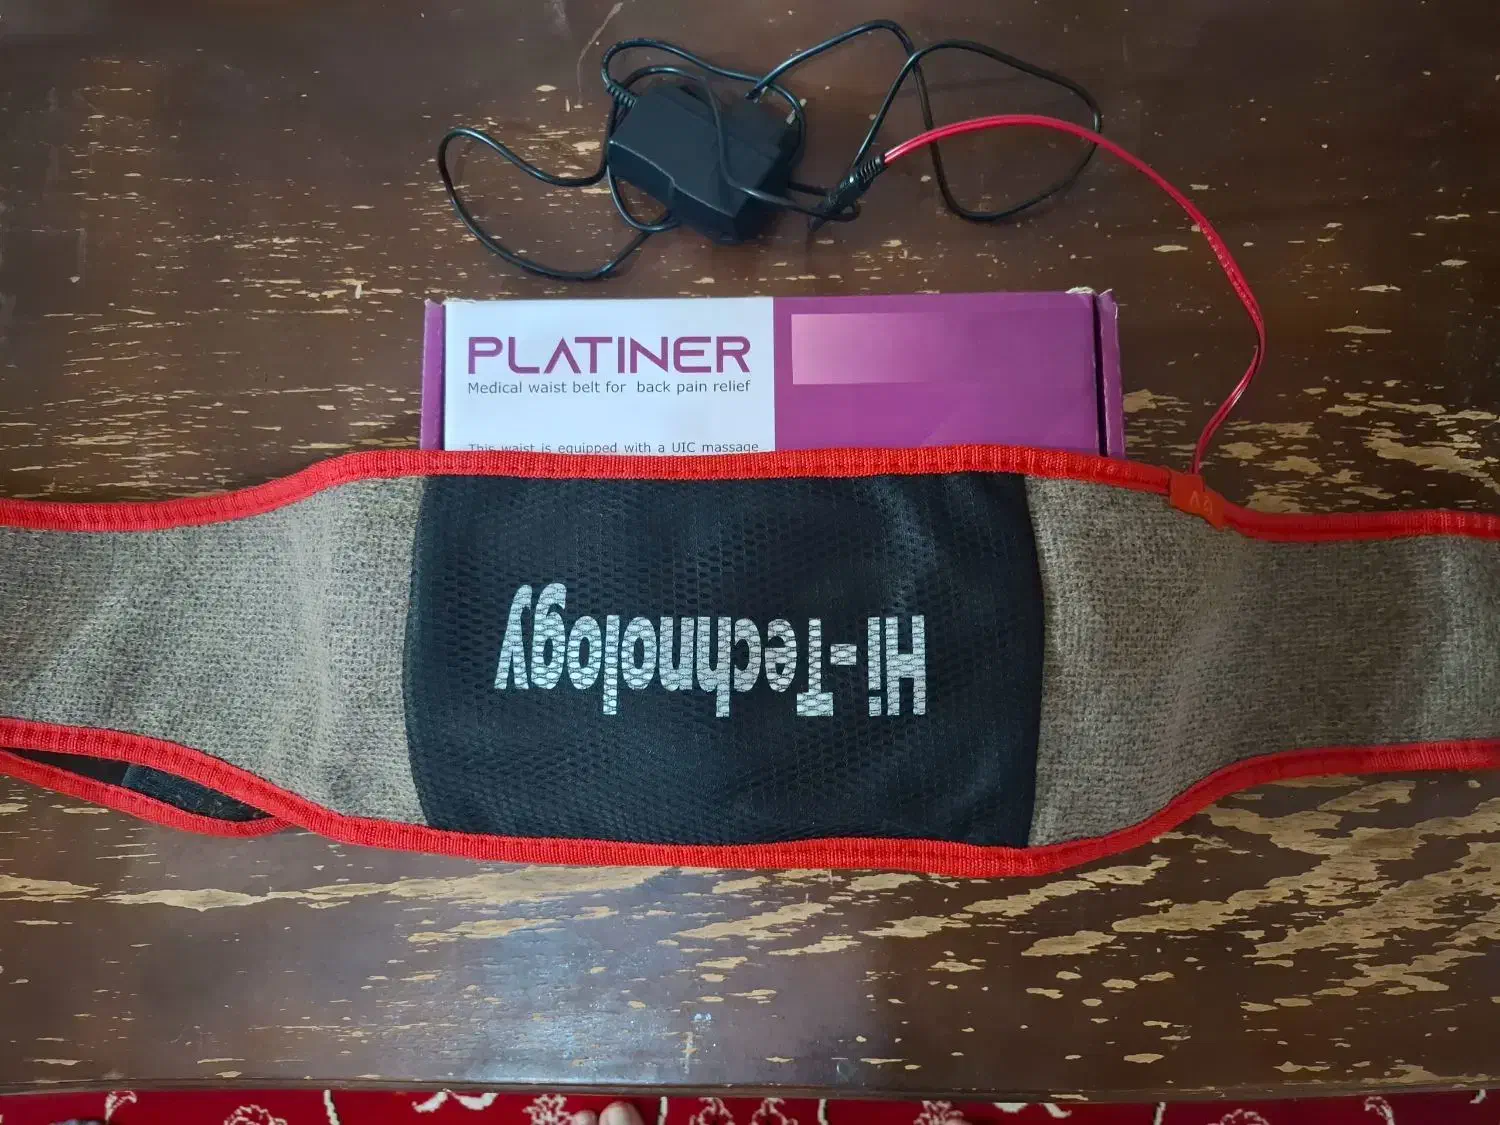 PLATINER
Medical waist belt for back pain relief
This waist is equipped with a UIC massage
Hi-Technology